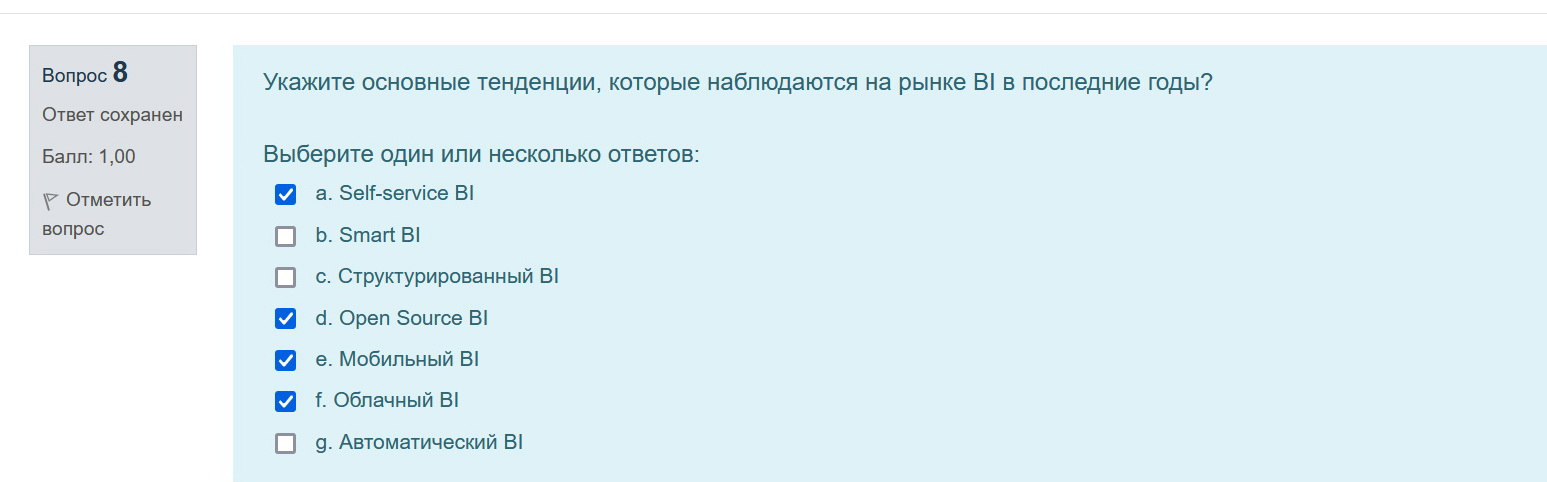 Вопрос 8
Ответ сохранен
Балл: 1,00
Отметить
вопрос
Укажите основные тенденции, которые наблюдаются на рынке BI в последние годы?
Выберите один или несколько ответов:
a. Self-service BI
b. Smart BI
c. Структурированный BI
d. Open Source BI
e. Мобильный BI
f. Облачный BI
g. Автоматический BI